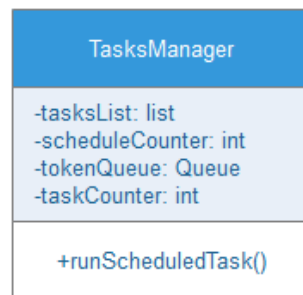 TasksManager
-tasksList: list
-scheduleCounter: int
-tokenQueue: Queue
-taskCounter: int
+runScheduledTask()